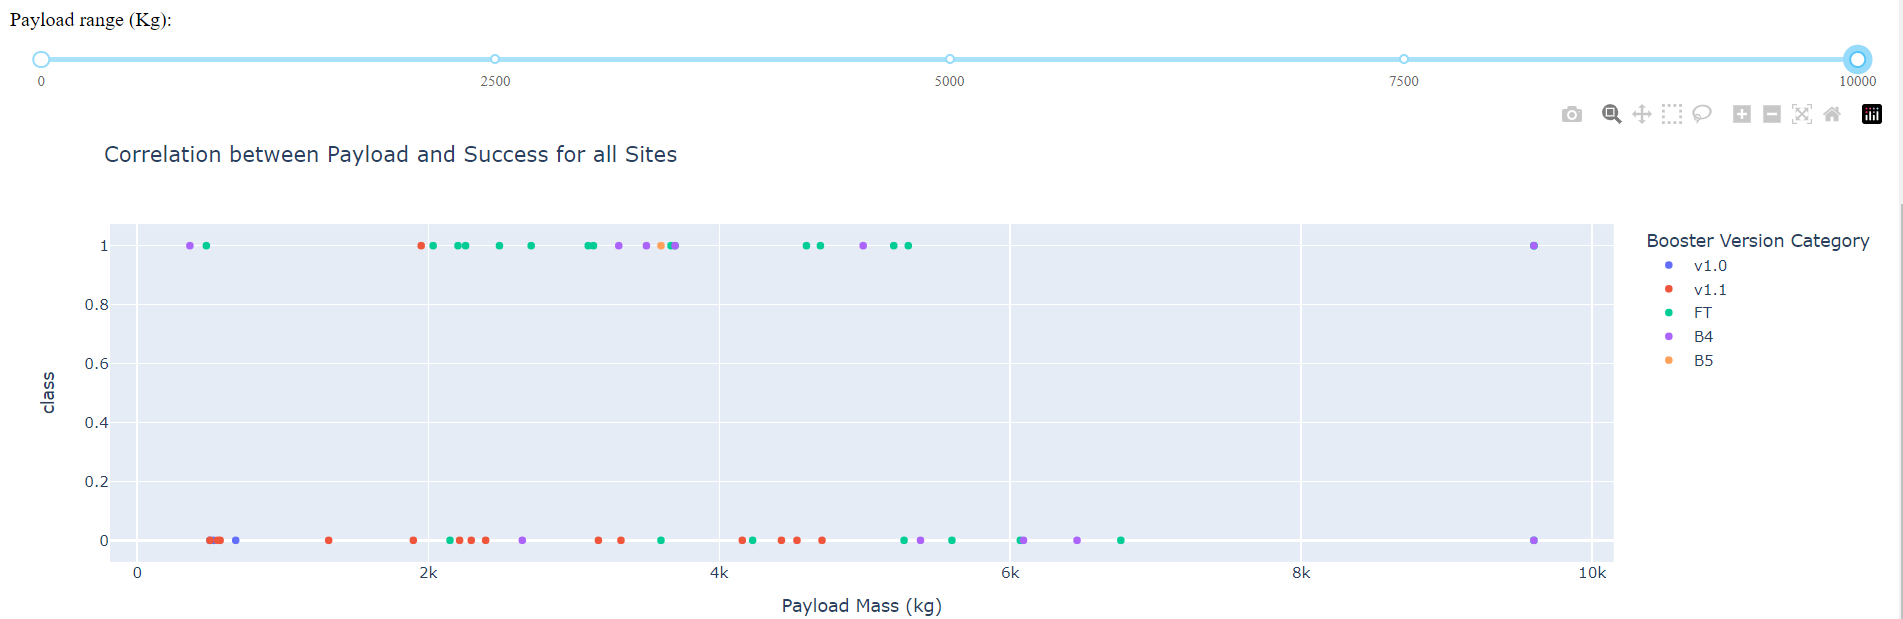 Payload range (Kg):
0 2500 5000 7500 10000
Correlation between Payload and Success for all Sites
Booster Version Category
v1.0
v1.1
FT
B4
B5
1
0.8
0.6
0.4
0.2
0
class
0 2k 4k 6k 8k 10k
Payload Mass (kg)